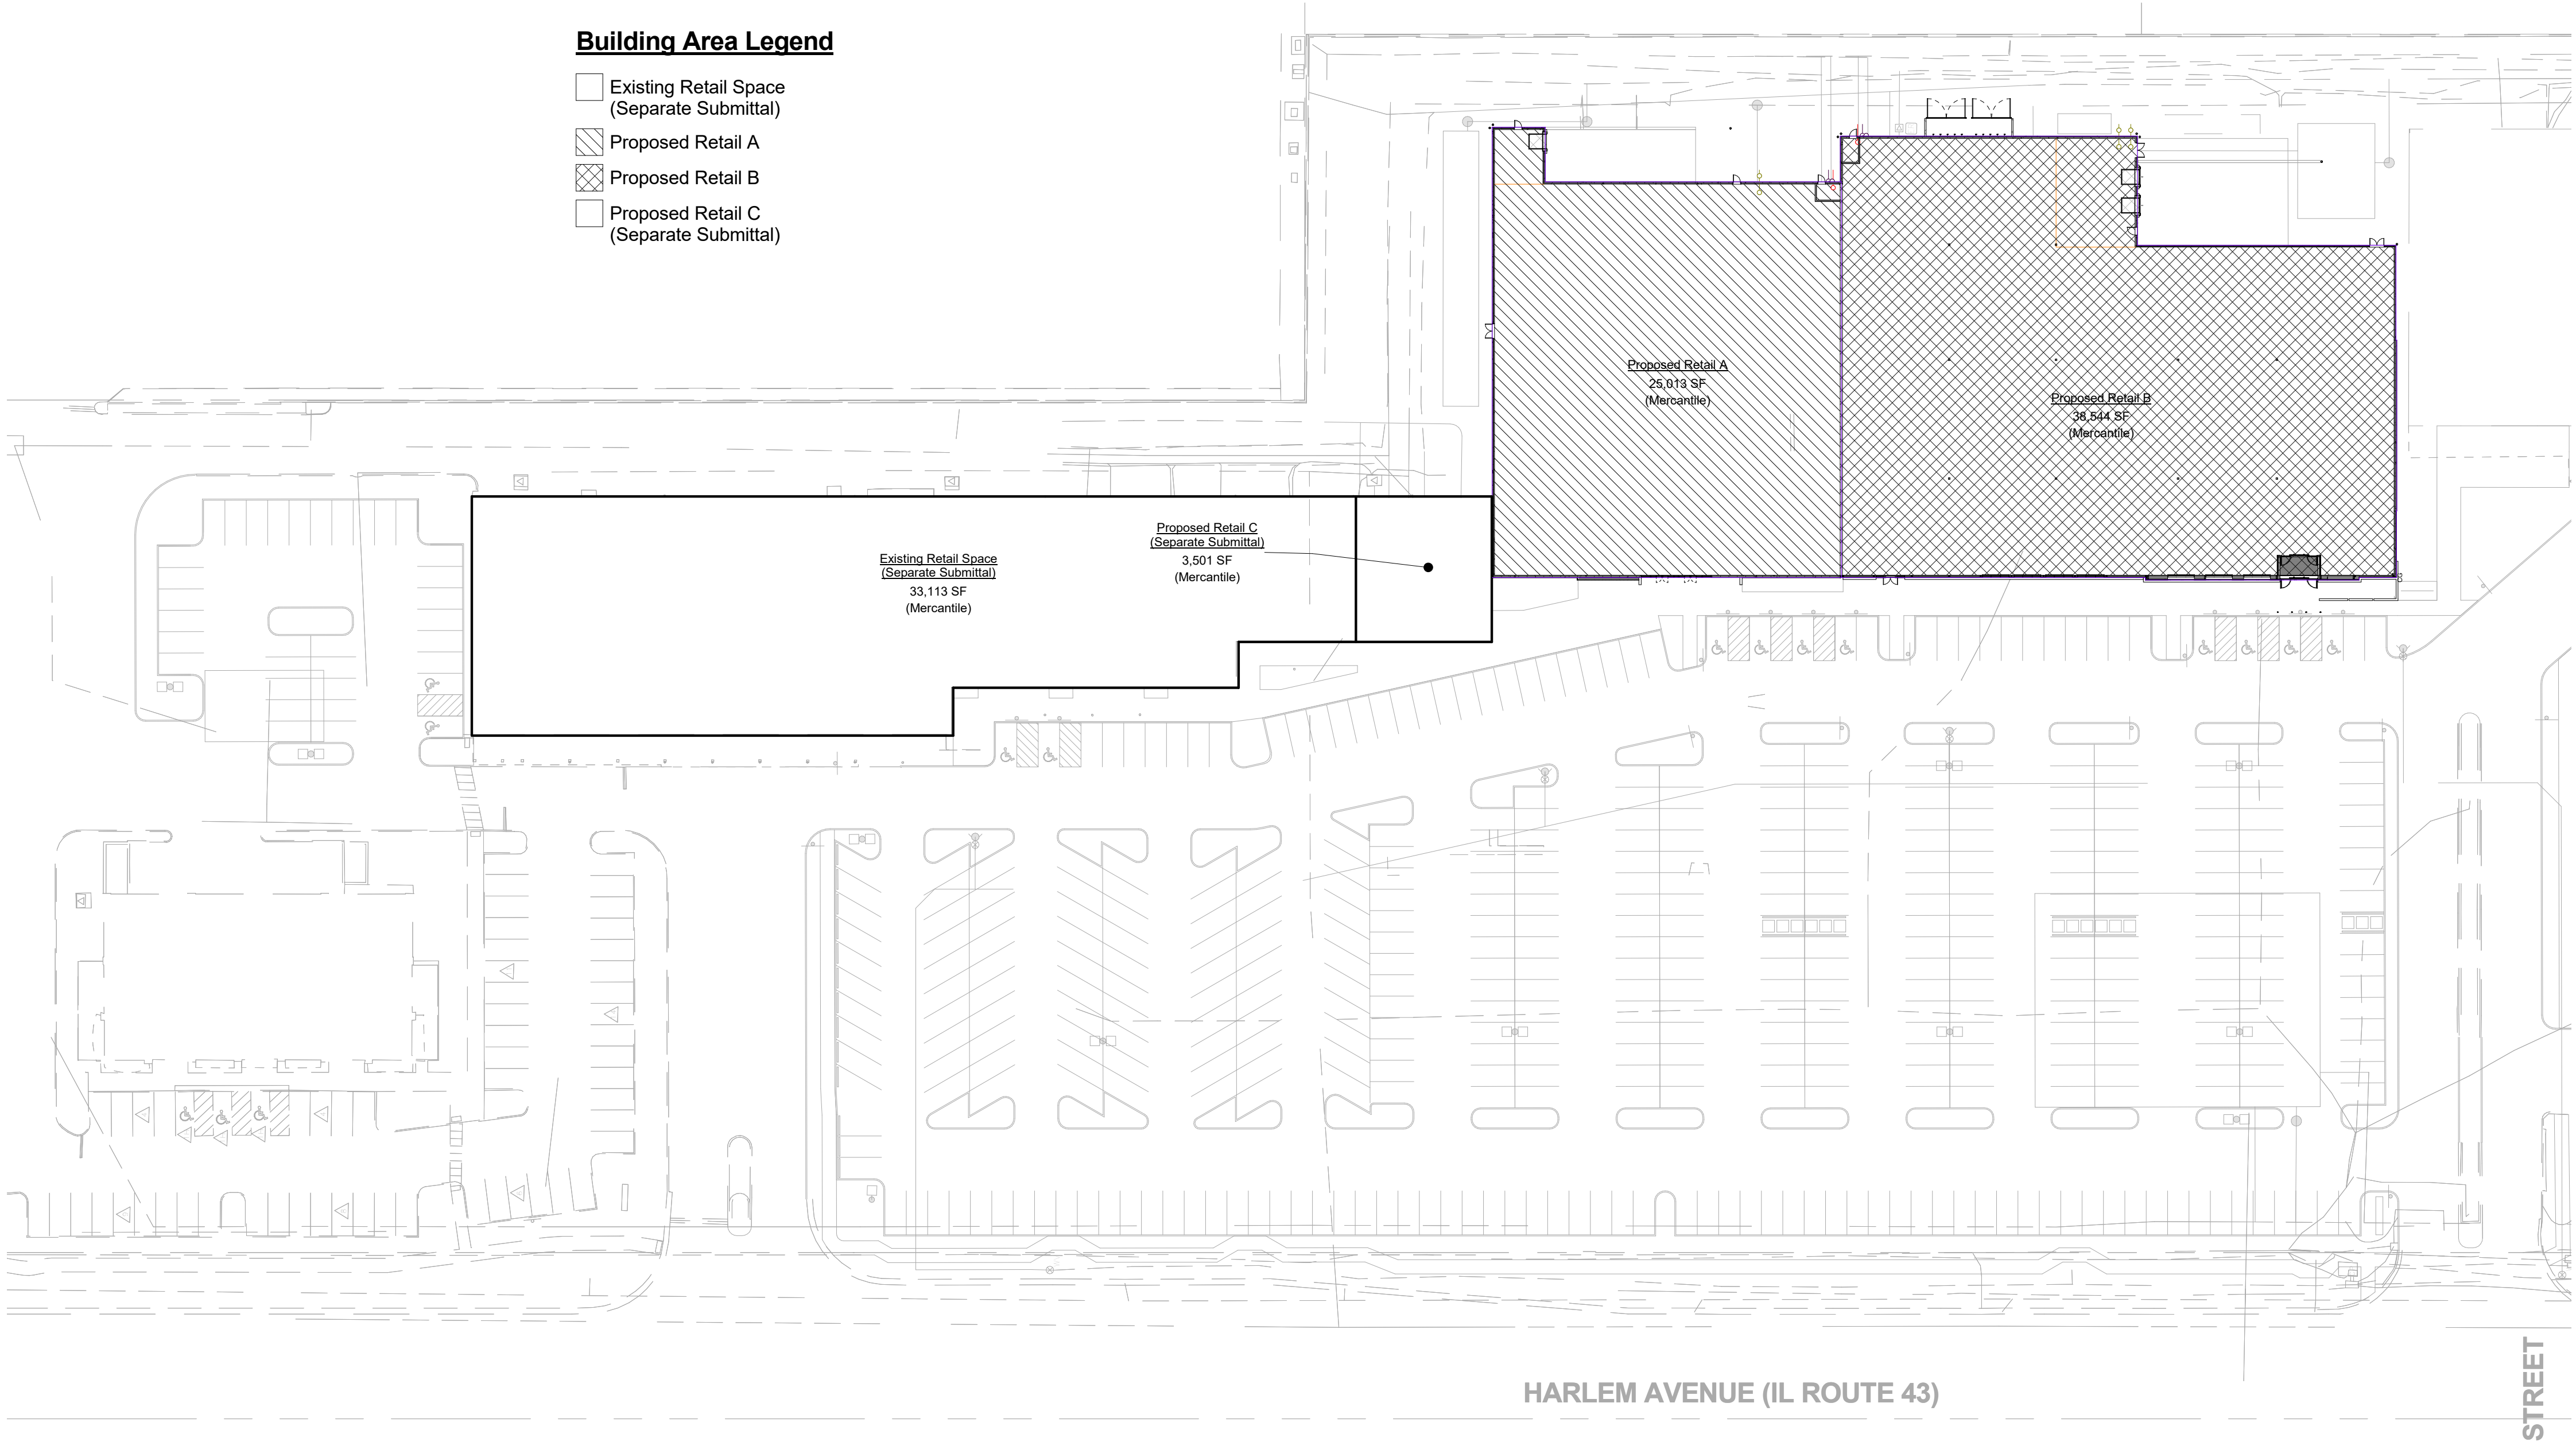 Building Area Legend
Existing Retail Space
(Separate Submittal)
Proposed Retail A
Proposed Retail B
Proposed Retail C
(Separate Submittal)
Proposed Retail A
25,013 SF
(Mercantile)
Proposed Retail B
38,544 SF
(Mercantile)
Proposed Retail C
(Separate Submittal)
3,501 SF
(Mercantile)
Existing Retail Space
(Separate Submittal)
33,113 SF
(Mercantile)
HARLEM AVENUE (IL ROUTE 43)
STREET